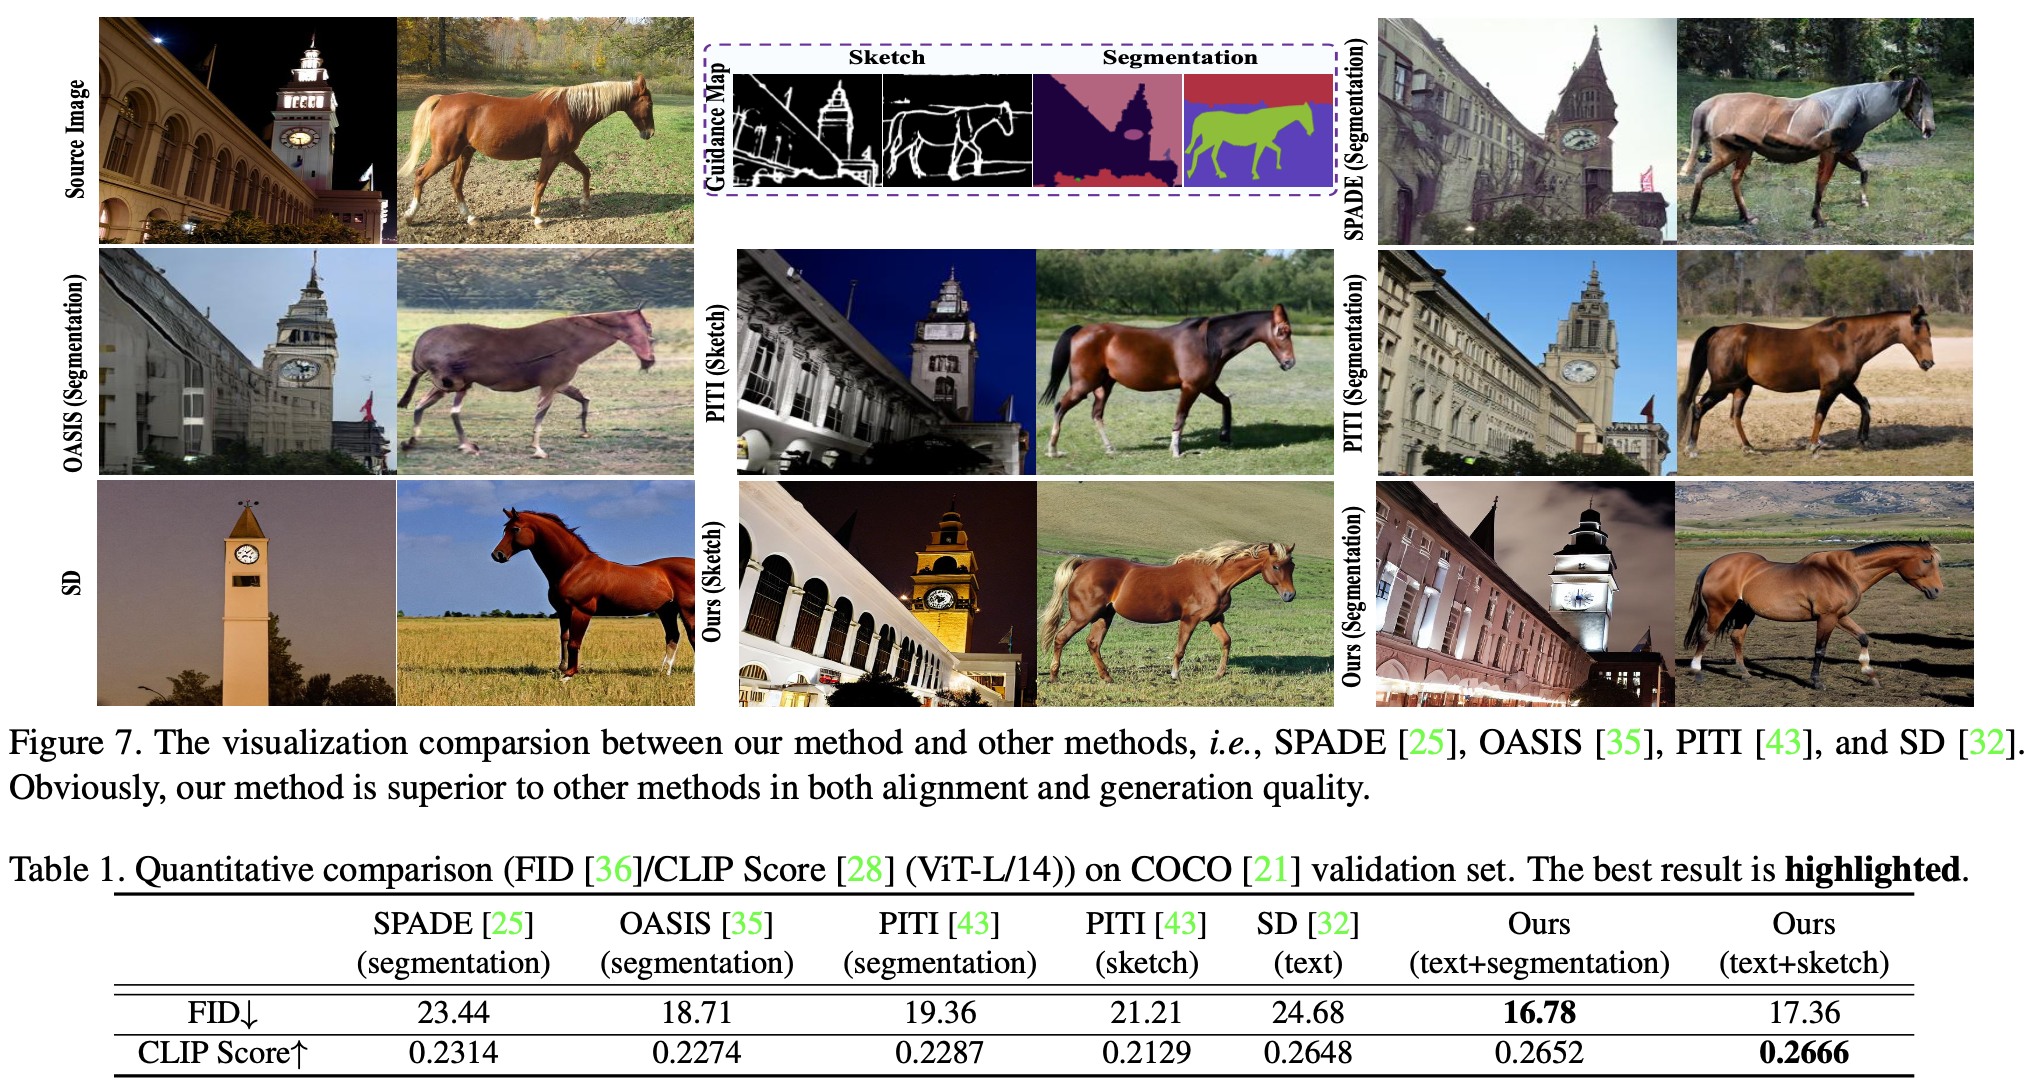 Source Image
Guidance Map
Sketch
Segmentation
SPADE (Segmentation)
OASIS (Segmentation)
PITI (Sketch)
PITI (Segmentation)
SD
Ours (Sketch)
Ours (Segmentation)
Figure 7. The visualization comparsion between our method and other methods, i.e., SPADE [25], OASIS [35], PITI [43], and SD [32].
Obviously, our method is superior to other methods in both alignment and generation quality.
Table 1. Quantitative comparison (FID [36]/CLIP Score [28] (ViT-L/14)) on COCO [21] validation set. The best result is highlighted.
SPADE [25] OASIS [35] PITI [43] PITI [43] SD [32] Ours Ours
(segmentation) (segmentation) (segmentation) (sketch) (text) (text+segmentation) (text+sketch)
FID↓ 23.44 18.71 19.36 21.21 24.68 16.78 17.36
CLIP Score↑ 0.2314 0.2274 0.2287 0.2129 0.2648 0.2652 0.2666